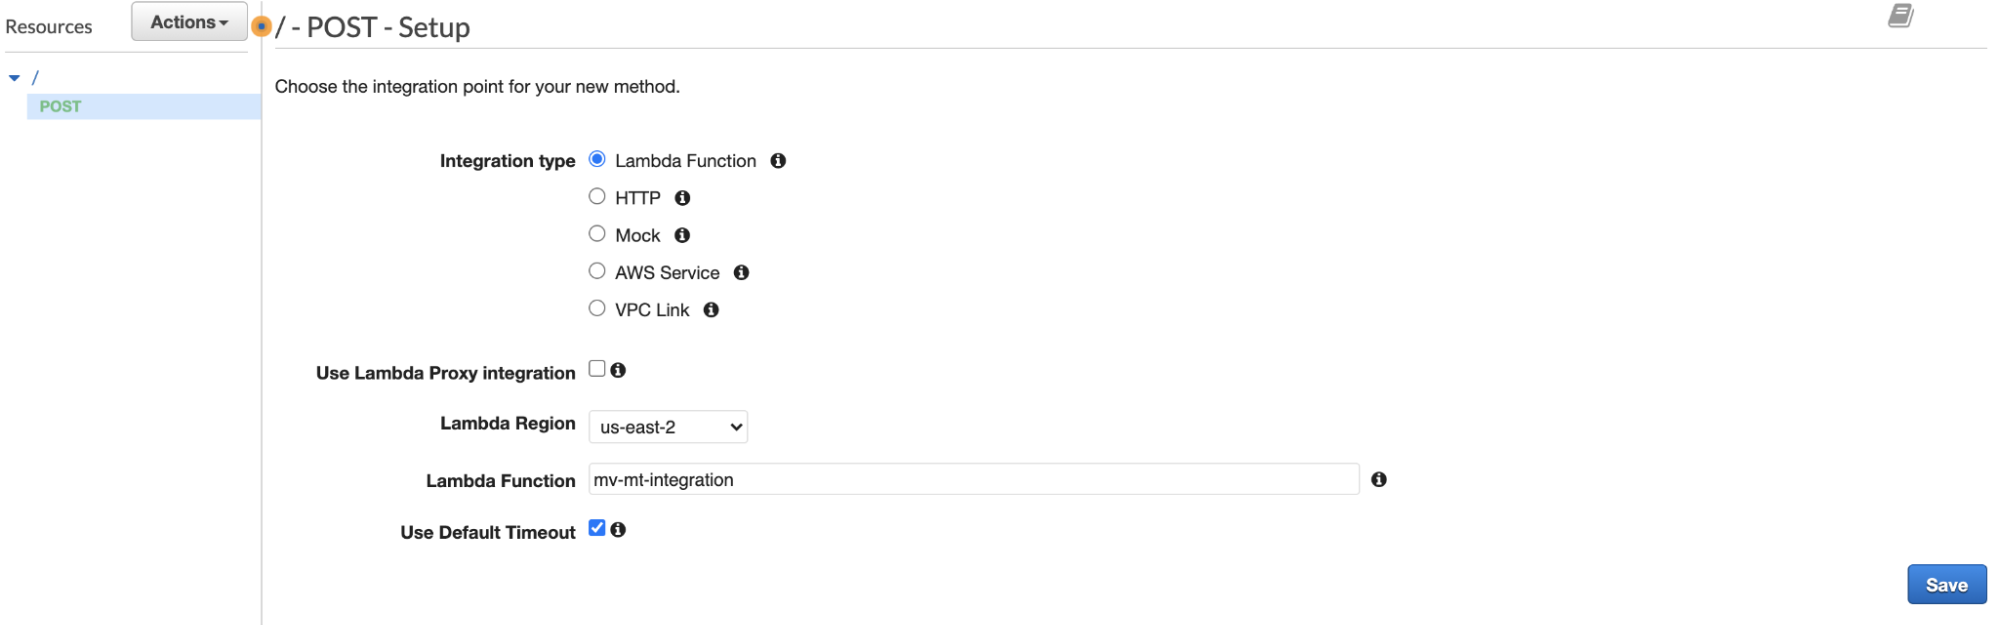 Resources
Actions
/ - POST - Setup
/
POST
Choose the integration point for your new method.
Integration type
Lambda Function
HTTP
Mock
AWS Service
VPC Link
Use Lambda Proxy integration
Lambda Region
us-east-2
Lambda Function
mv-mt-integration
Use Default Timeout
Save